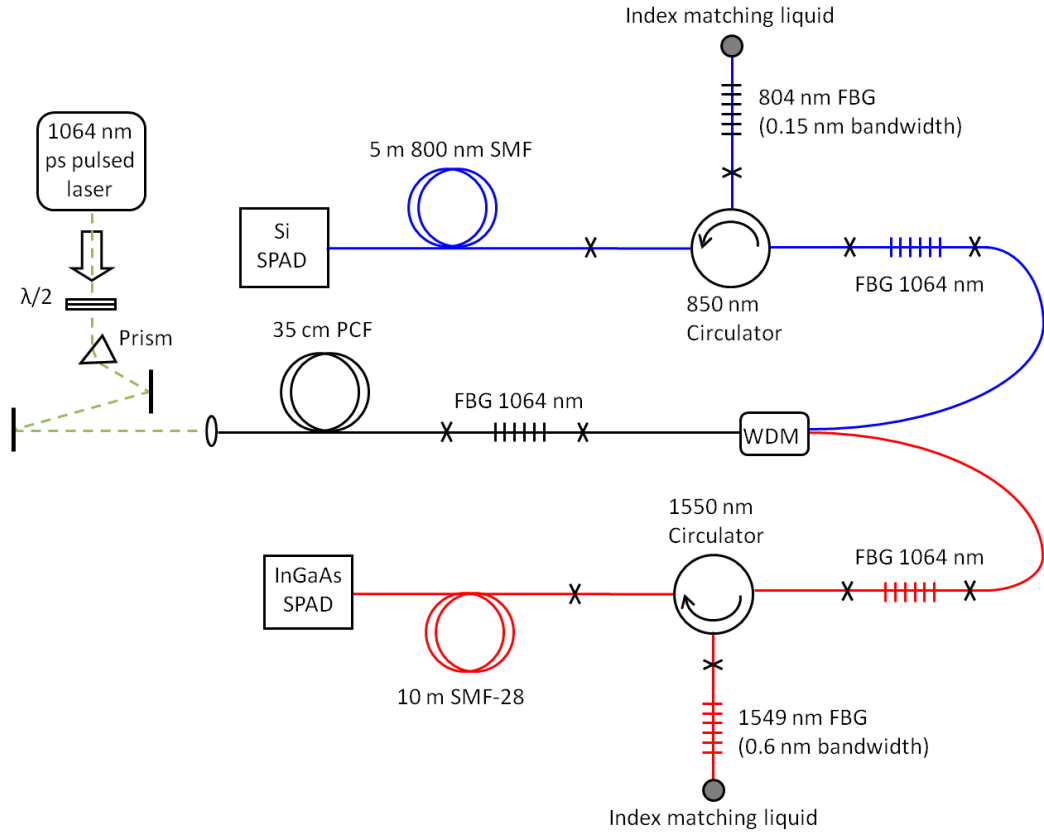 Index matching liquid
804 nm FBG
(0.15 nm bandwidth)
1064 nm
ps pulsed
laser
5 m 800 nm SMF
Si
SPAD
λ/2
FBG 1064 nm
850 nm
Circulator
Prism
35 cm PCF
FBG 1064 nm
WDM
1550 nm
Circulator
FBG 1064 nm
InGaAs
SPAD
10 m SMF-28
1549 nm FBG
(0.6 nm bandwidth)
Index matching liquid